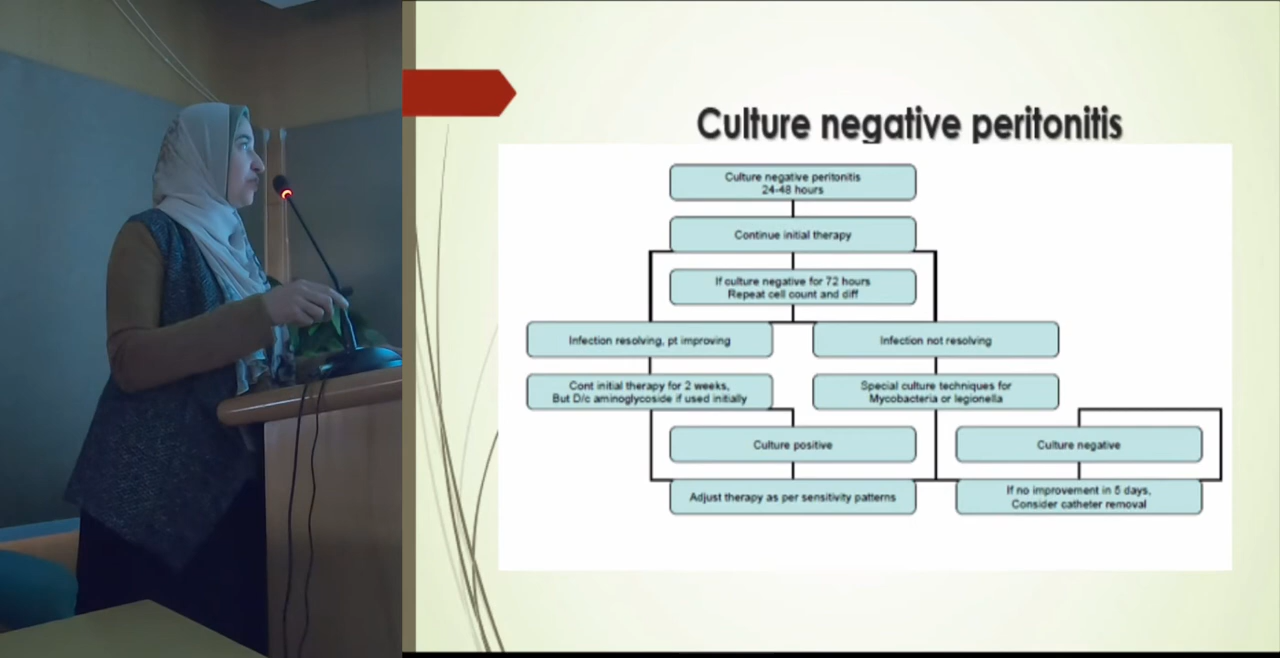 Culture negative peritonitis
Culture negative peritonitis
24-48 hours
Continue initial therapy
If culture negative for 72 hours
Repeat cell count and diff
Infection resolving, pt improving
Infection not resolving
Cont initial therapy for 2 weeks,
But D/c aminoglycoside if used initially
Special culture techniques for
Mycobacteria or legionella
Culture positive
Culture negative
Adjust therapy as per sensitivity patterns
If no improvement in 5 days,
Consider catheter removal